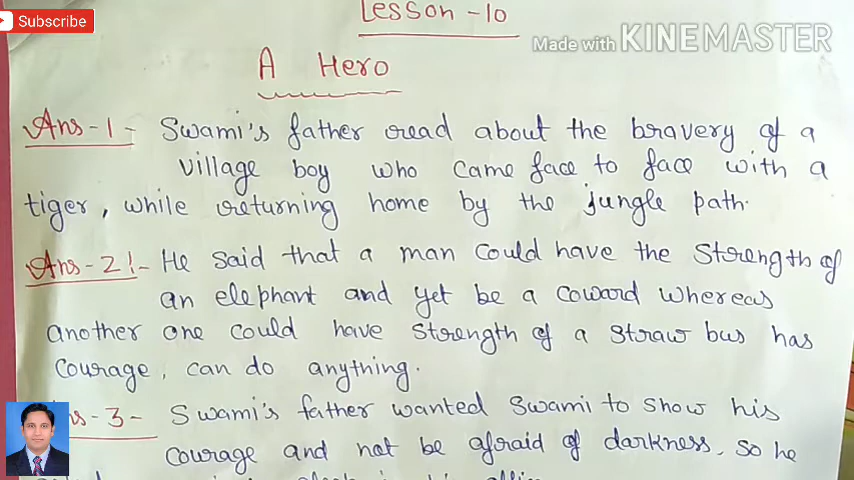 Subscribe
Lesson-10
Made with KINEMASTER
A Hero
Ans-1- Swami's father read about the bravery of a
village boy who came face to face with a
tiger, while returning home by the jungle path.
Ans-2!- He said that a man could have the strength of
an elephant and yet be a coward whereas
another one could have strength of a straw bus has
courage, can do anything.
ns-3- Swami's father wanted Swami to show his
courage and not be afraid of darkness, so he